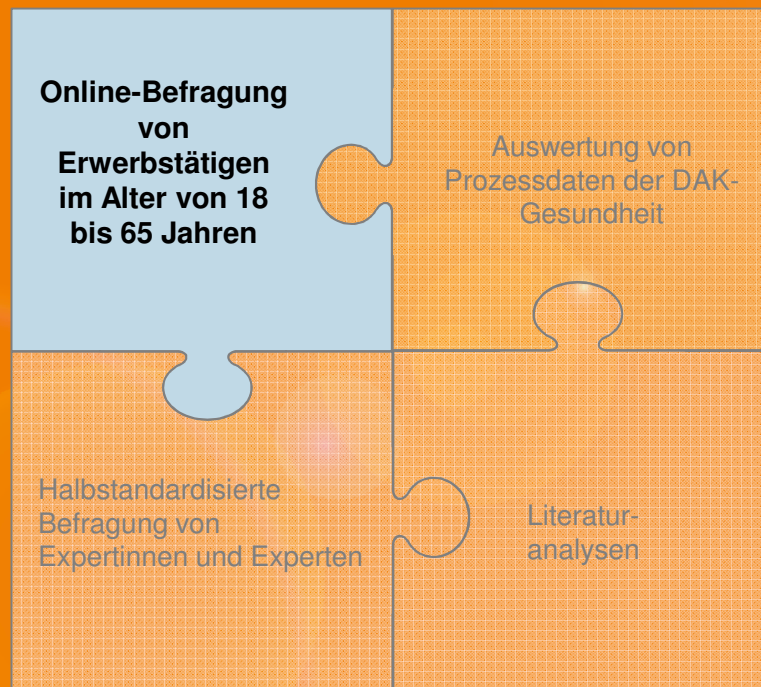 Online-Befragung
von
Erwerbstätigen
im Alter von 18
bis 65 Jahren
Auswertung von
Prozessdaten der DAK-
Gesundheit
Halbstandardisierte
Befragung von
Expertinnen und Experten
Literatur-
analysen